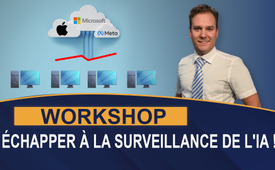 Microsoft
Meta
WORKSHOP
ÉCHAPPER À LA SURVEILLANCE DE L'IA !